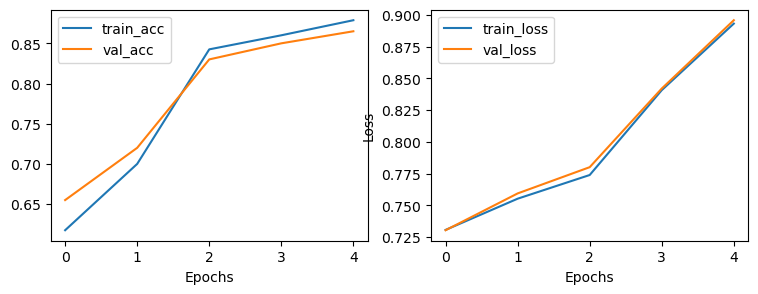 train_acc
val_acc
0.85
0.80
0.75
0.70
0.65
0 1 2 3 4
Epochs
train_loss
val_loss
Loss
0.900
0.875
0.850
0.825
0.800
0.775
0.750
0.725
0 1 2 3 4
Epochs